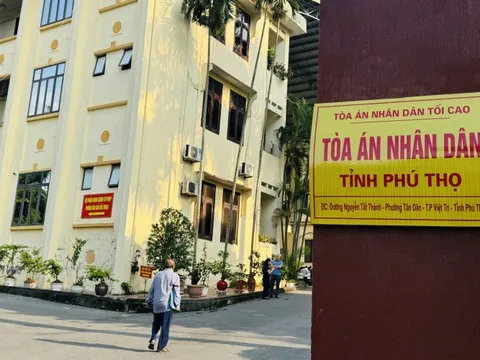 TÒA ÁN NHÂN DÂN TỐI CAO
TÒA ÁN NHÂN DÂN
TỈNH PHÚ THỌ
ĐC: Đường Nguyễn Tất Thành - Phường Tân Dân - T.P Việt Trì - Tỉnh Phú Th